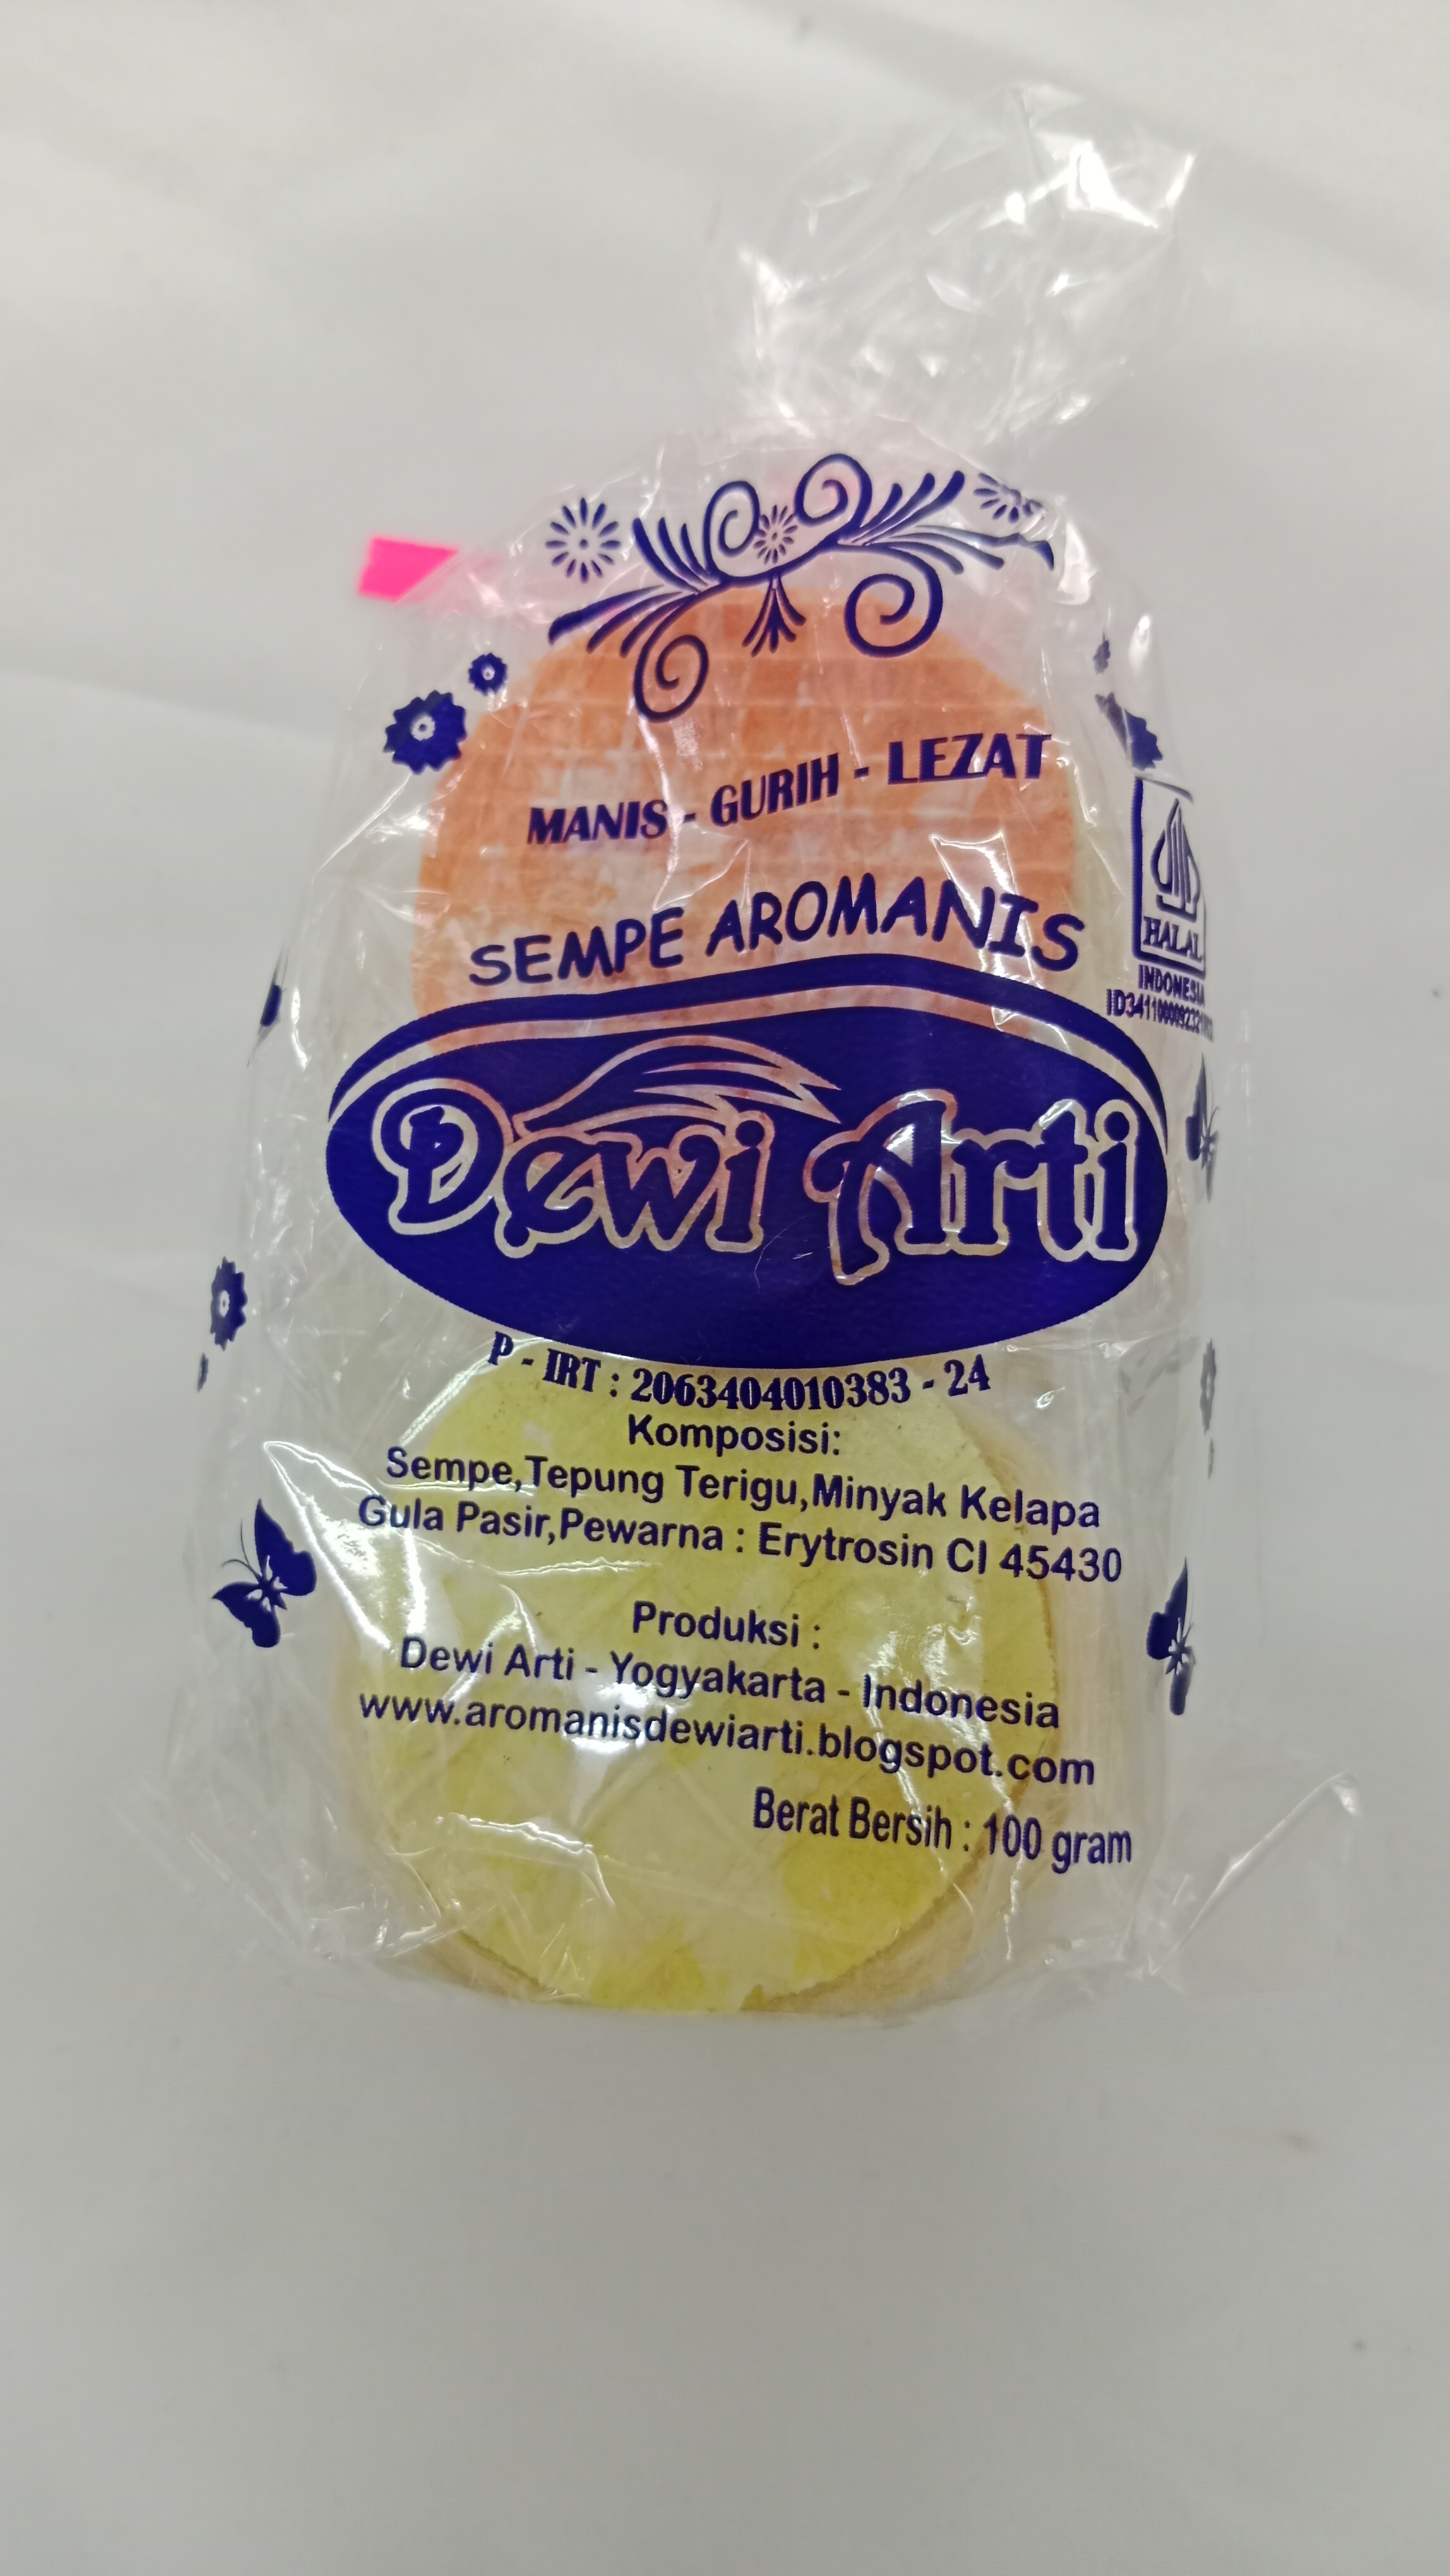 MANIS - GURIH - LEZAT
SEMPE AROMANIS
HALAL
INDONESIA
Dewi Arti
P - IRT : 2063404010383 - 24
Komposisi:
Sempe,Tepung Terigu,Minyak Kelapa
Gula Pasir,Pewarna : Erytrosin CI 45430
Produksi :
Dewi Arti - Yogyakarta - Indonesia
www.aromanisdewiarti.blogspot.com
Berat Bersih : 100 gram